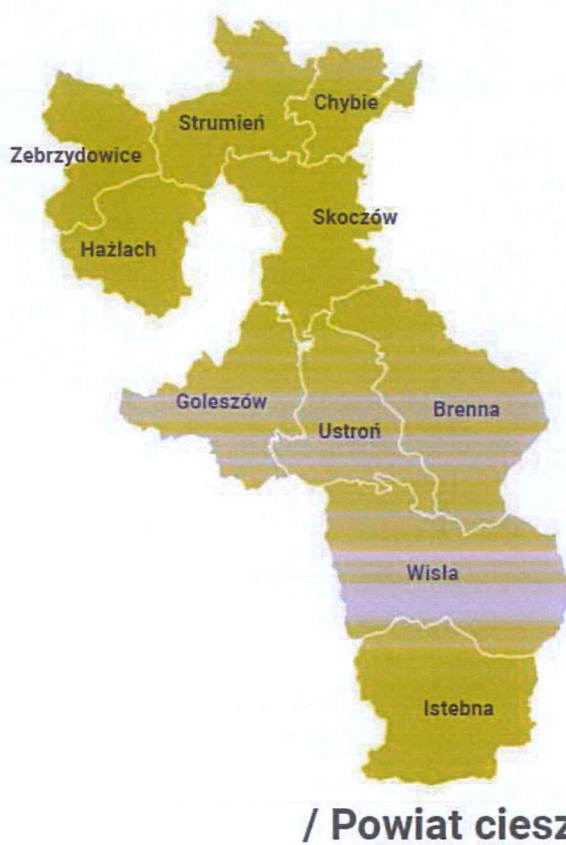 Chybie
Strumień
Zebrzydowice
Skoczów
Hażlach
Goleszów
Brenna
Ustroń
Wisła
Istebna
/ Powiat ciesz